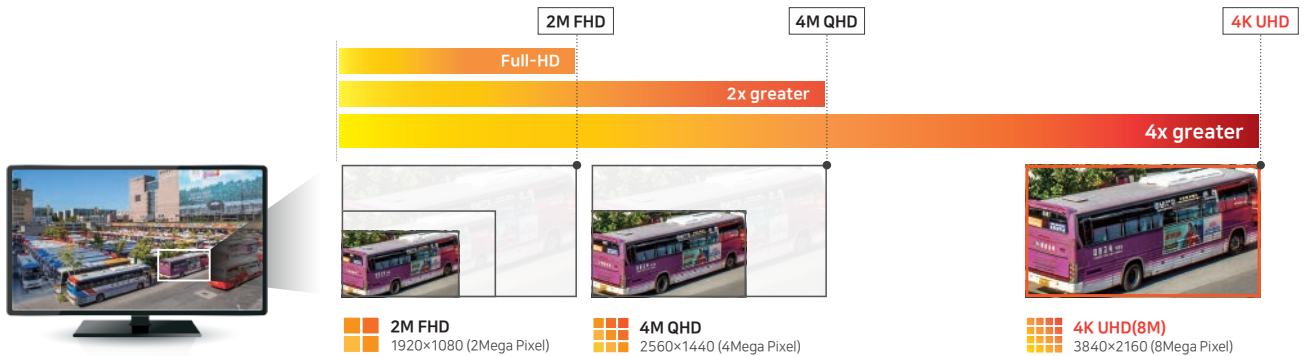 2M FHD
4M QHD
4K UHD
Full-HD
2x greater
4x greater
2M FHD
1920×1080 (2Mega Pixel)
4M QHD
2560×1440 (4Mega Pixel)
4K UHD(8M)
3840×2160 (8Mega Pixel)